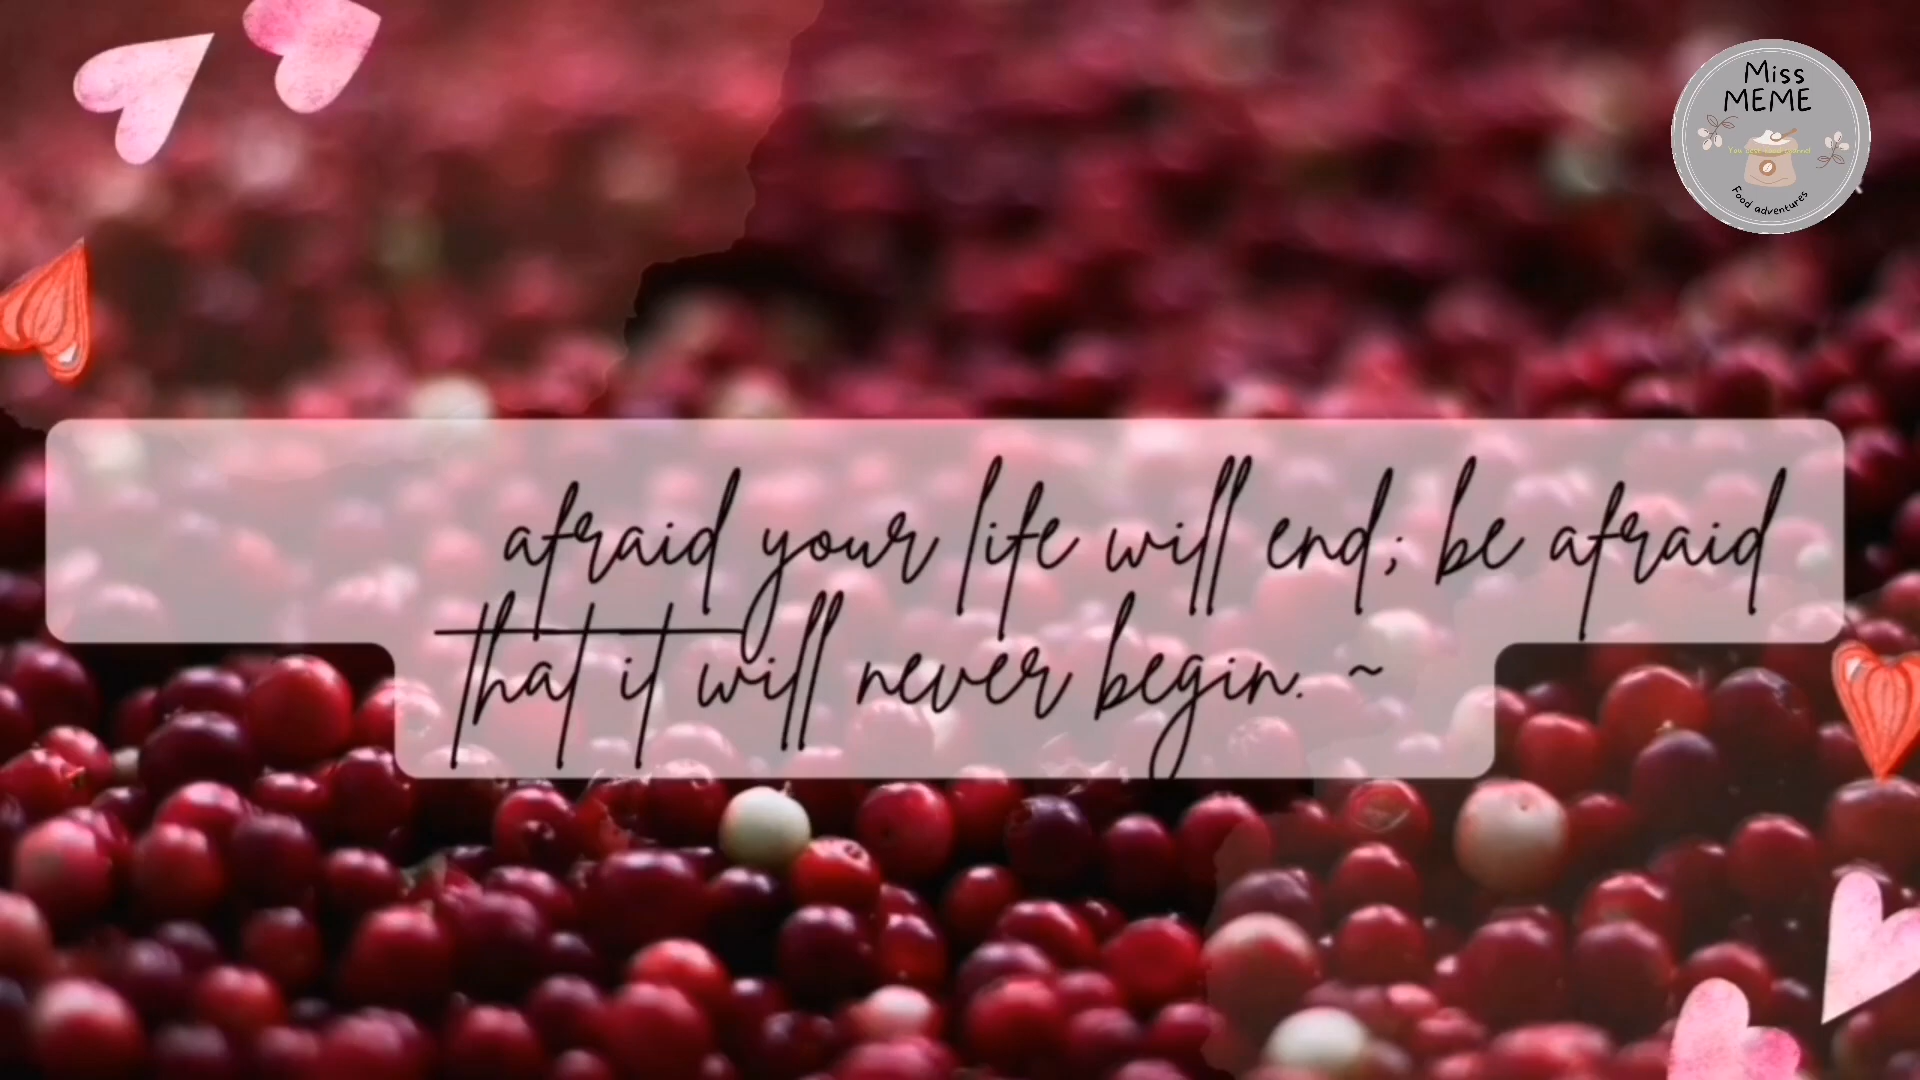 Miss
MEME
Food adventures
afraid your life will end; be afraid
that it will never begin. ~